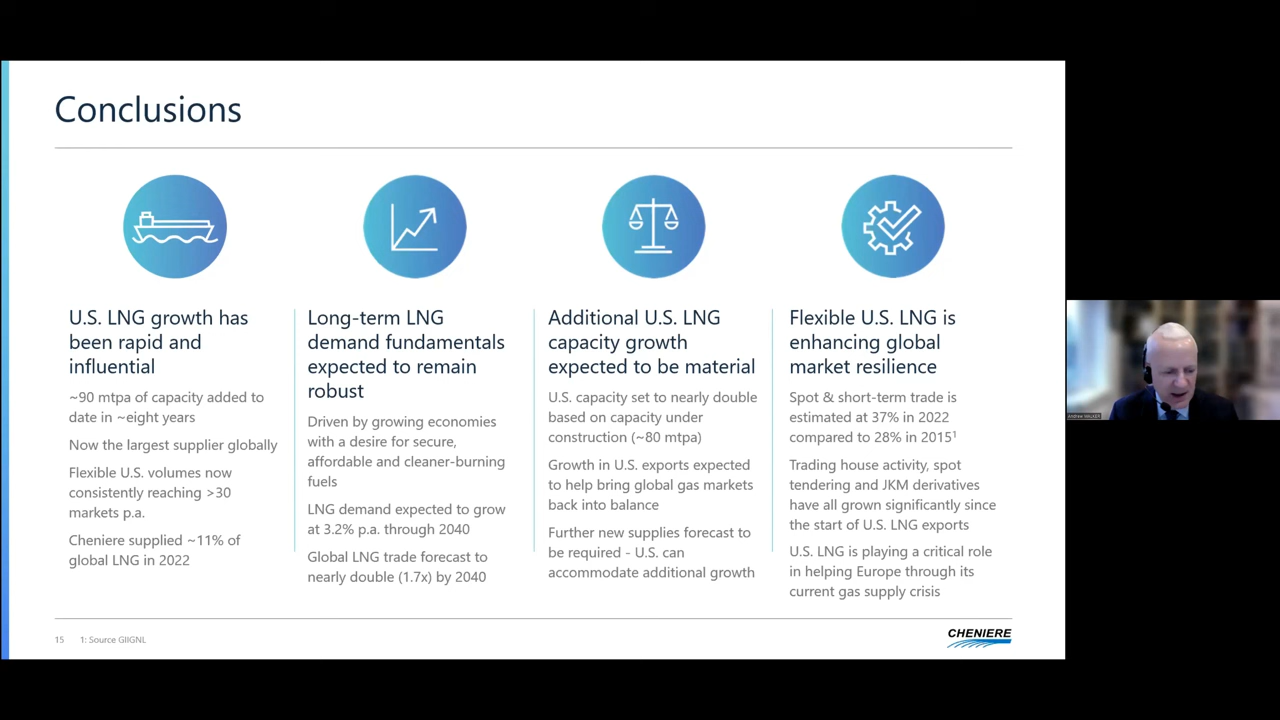 Conclusions
U.S. LNG growth has
been rapid and
influential
~90 mtpa of capacity added to
date in ~eight years
Now the largest supplier globally
Flexible U.S. volumes now
consistently reaching >30
markets p.a.
Cheniere supplied ~11% of
global LNG in 2022
Long-term LNG
demand fundamentals
expected to remain
robust
Driven by growing economies
with a desire for secure,
affordable and cleaner-burning
fuels
LNG demand expected to grow
at 3.2% p.a. through 2040
Global LNG trade forecast to
nearly double (1.7x) by 2040
Additional U.S. LNG
capacity growth
expected to be material
U.S. capacity set to nearly double
based on capacity under
construction (~80 mtpa)
Growth in U.S. exports expected
to help bring global gas markets
back into balance
Further new supplies forecast to
be required - U.S. can
accommodate additional growth
Flexible U.S. LNG is
enhancing global
market resilience
Spot & short-term trade is
estimated at 37% in 2022
compared to 28% in 2015¹
Trading house activity, spot
tendering and JKM derivatives
have all grown significantly since
the start of U.S. LNG exports
U.S. LNG is playing a critical role
in helping Europe through its
current gas supply crisis
15 1: Source GIIGNL
CHENIERE
Andrew WALKER